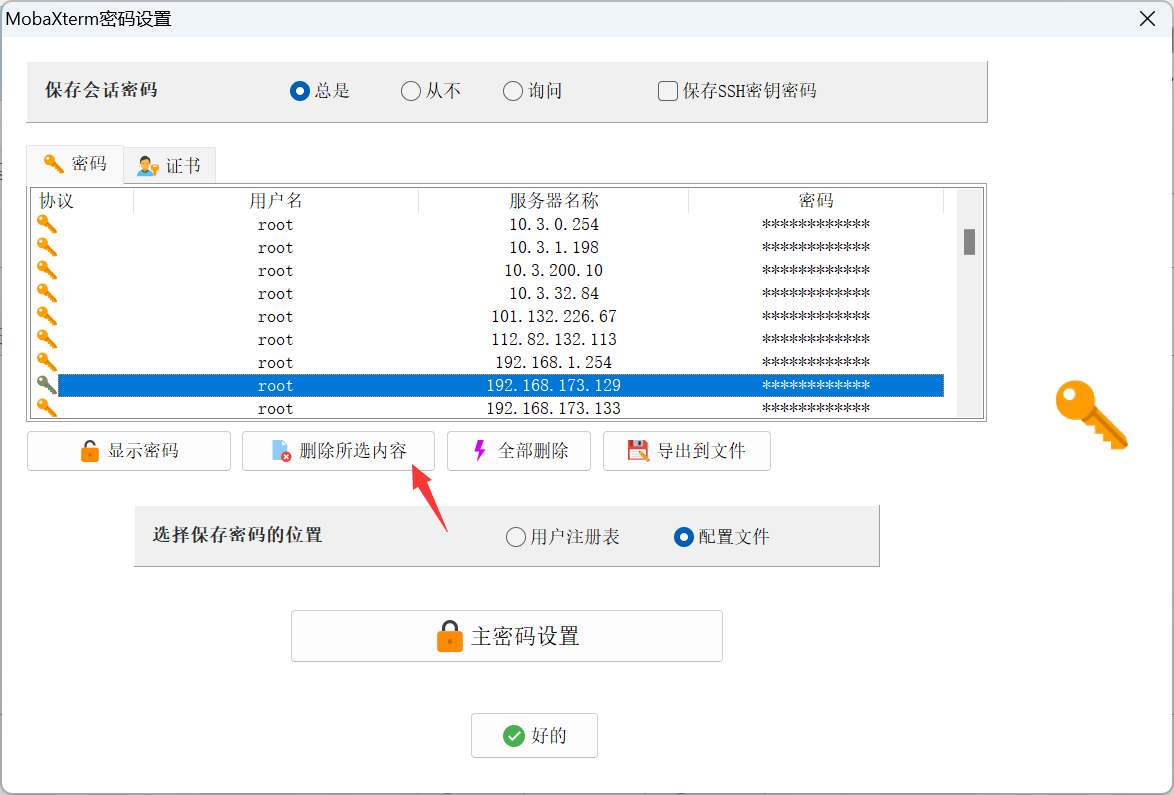 MobaXterm密码设置
保存会话密码 总是 从不 询问 保存SSH密钥密码
密码 证书
协议 用户名 服务器名称 密码
root 10.3.0.254 ************
root 10.3.1.198 ************
root 10.3.200.10 ************
root 10.3.32.84 ************
root 101.132.226.67 ************
root 112.82.132.113 ************
root 192.168.1.254 ************
root 192.168.173.129 ************
root 192.168.173.133 ************
显示密码 删除所选内容 全部删除 导出到文件
选择保存密码的位置 用户注册表 配置文件
主密码设置
好的